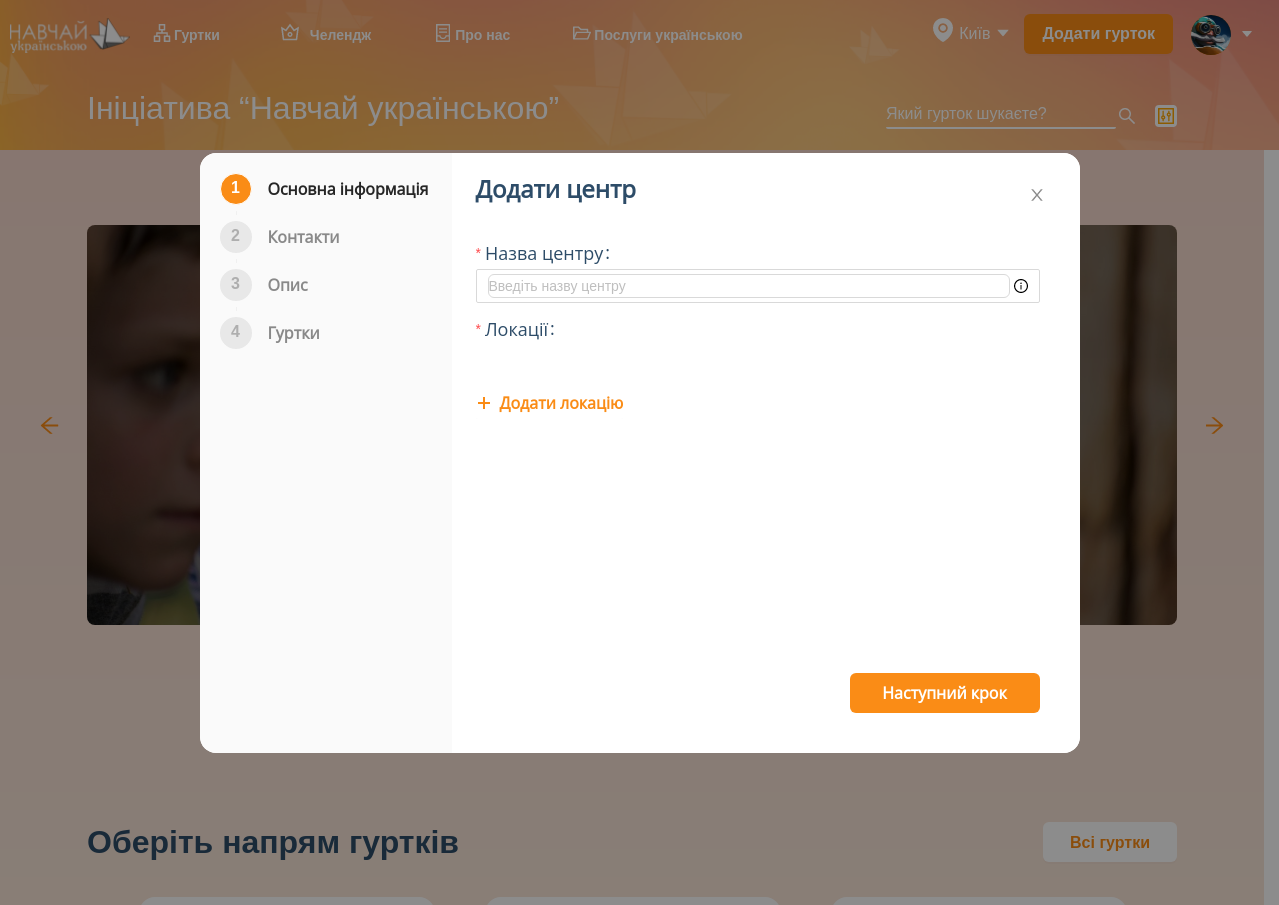 НАВЧАЙ
українською
Гуртки
Челендж
Про нас
Послуги українською
Київ
Додати гурток
Ініціатива “Навчай українською”
Який гурток шукаєте?
1 Основна інформація
2 Контакти
3 Опис
4 Гуртки
Додати центр
* Назва центру:
Введіть назву центру
* Локації:
+ Додати локацію
Наступний крок
Оберіть напрям гуртків
Всі гуртки